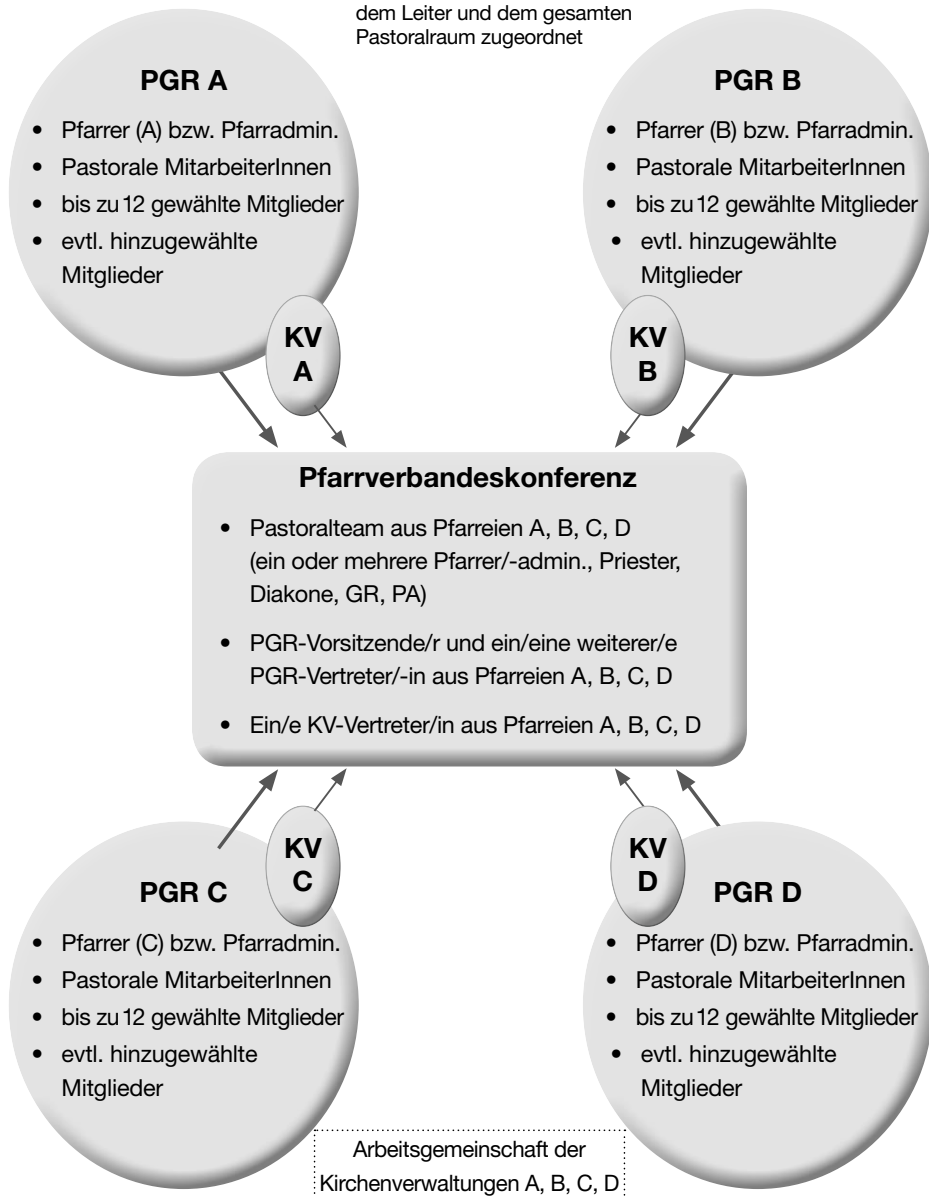 dem Leiter und dem gesamten
Pastoralraum zugeordnet
PGR A
• Pfarrer (A) bzw. Pfarradmin.
• Pastorale MitarbeiterInnen
• bis zu 12 gewählte Mitglieder
• evtl. hinzugewählte
Mitglieder
KV
A
PGR B
• Pfarrer (B) bzw. Pfarradmin.
• Pastorale MitarbeiterInnen
• bis zu 12 gewählte Mitglieder
• evtl. hinzugewählte
Mitglieder
KV
B
Pfarrverbandeskonferenz
• Pastoralteam aus Pfarreien A, B, C, D
(ein oder mehrere Pfarrer/-admin., Priester,
Diakone, GR, PA)
• PGR-Vorsitzende/r und ein/eine weiterer/e
PGR-Vertreter/-in aus Pfarreien A, B, C, D
• Ein/e KV-Vertreter/in aus Pfarreien A, B, C, D
KV
C
PGR C
• Pfarrer (C) bzw. Pfarradmin.
• Pastorale MitarbeiterInnen
• bis zu 12 gewählte Mitglieder
• evtl. hinzugewählte
Mitglieder
KV
D
PGR D
• Pfarrer (D) bzw. Pfarradmin.
• Pastorale MitarbeiterInnen
• bis zu 12 gewählte Mitglieder
• evtl. hinzugewählte
Mitglieder
Arbeitsgemeinschaft der
Kirchenverwaltungen A, B, C, D